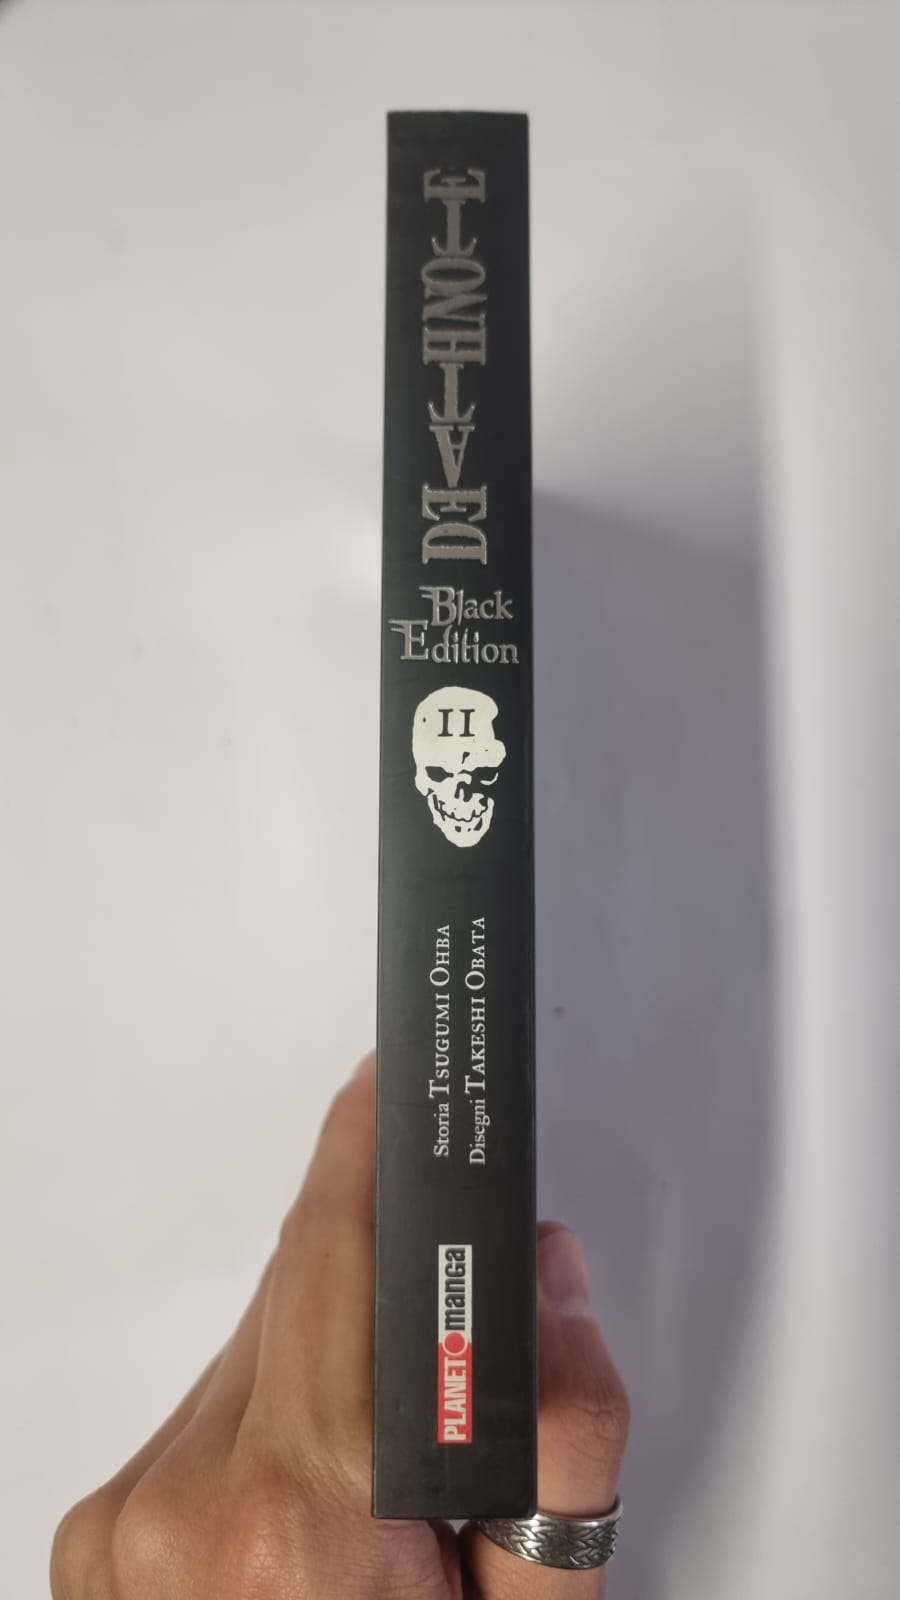 DEATH NOTE
Black
Edition
II
Storia TSUGUMI OHBA
Disegni TAKESHI OBATA
PLANET manga